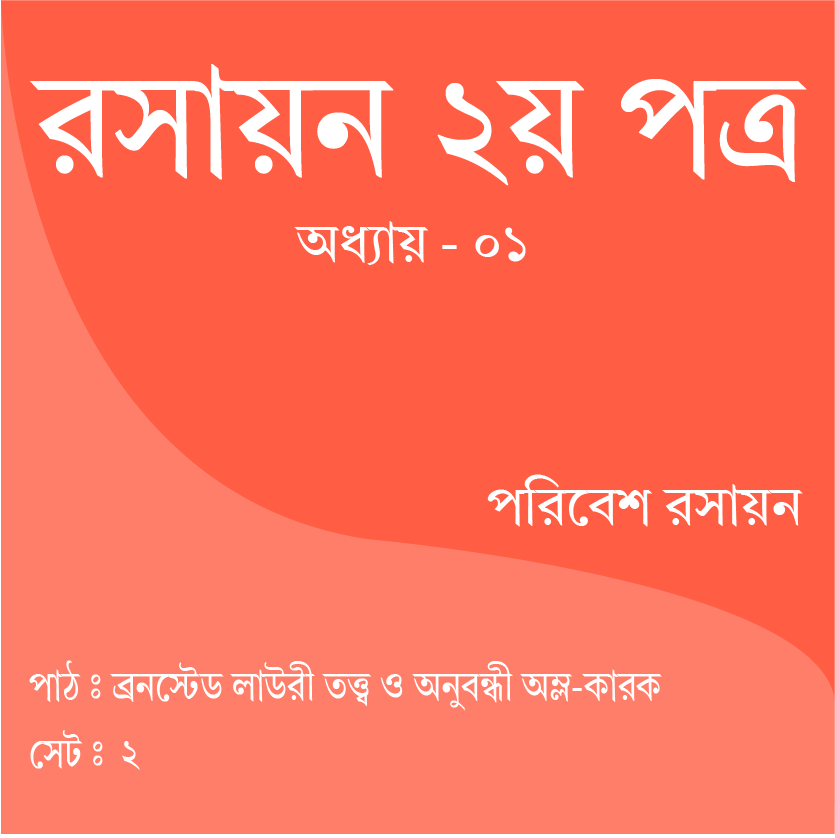 রসায়ন ২য় পত্র
অধ্যায় - ০১
পরিবেশ রসায়ন
পাঠ ঃ ব্রনস্টেড লাউরী তত্ত্ব ও অনুবন্ধী অম্ল-কারক
সেট ঃ ২